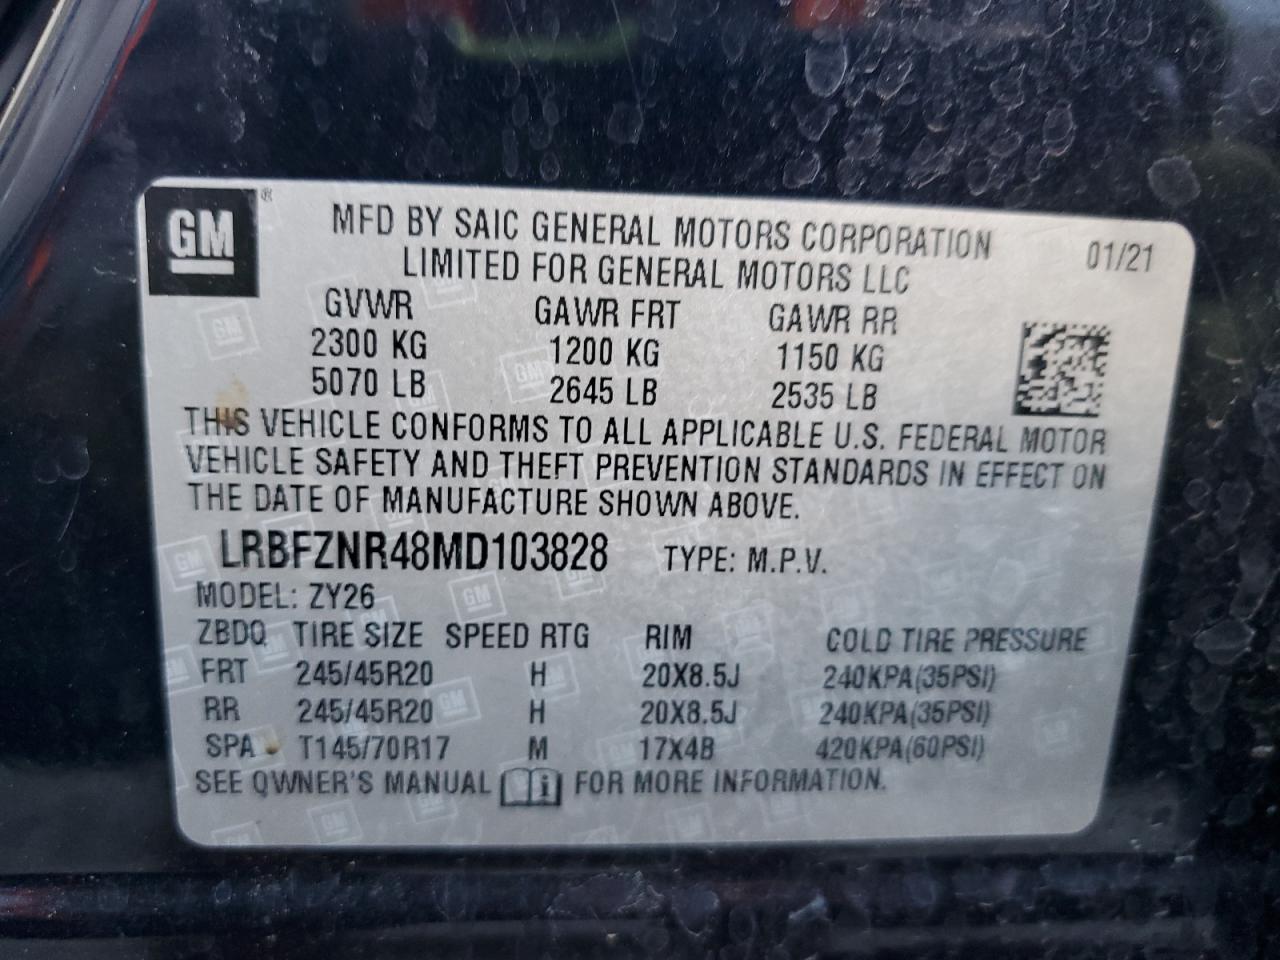 GM ®
MFD BY SAIC GENERAL MOTORS CORPORATION 01/21
LIMITED FOR GENERAL MOTORS LLC
GVWR GAWR FRT GAWR RR
2300 KG 1200 KG 1150 KG
5070 LB 2645 LB 2535 LB
THIS VEHICLE CONFORMS TO ALL APPLICABLE U.S. FEDERAL MOTOR
VEHICLE SAFETY AND THEFT PREVENTION STANDARDS IN EFFECT ON
THE DATE OF MANUFACTURE SHOWN ABOVE.
LRBFZNR48MD103828 TYPE: M.P.V.
MODEL: ZY26
ZBDQ TIRE SIZE SPEED RTG RIM COLD TIRE PRESSURE
FRT 245/45R20 H 20X8.5J 240KPA(35PSI)
RR 245/45R20 H 20X8.5J 240KPA(35PSI)
SPA T145/70R17 M 17X4B 420KPA(60PSI)
SEE OWNER'S MANUAL i FOR MORE INFORMATION.